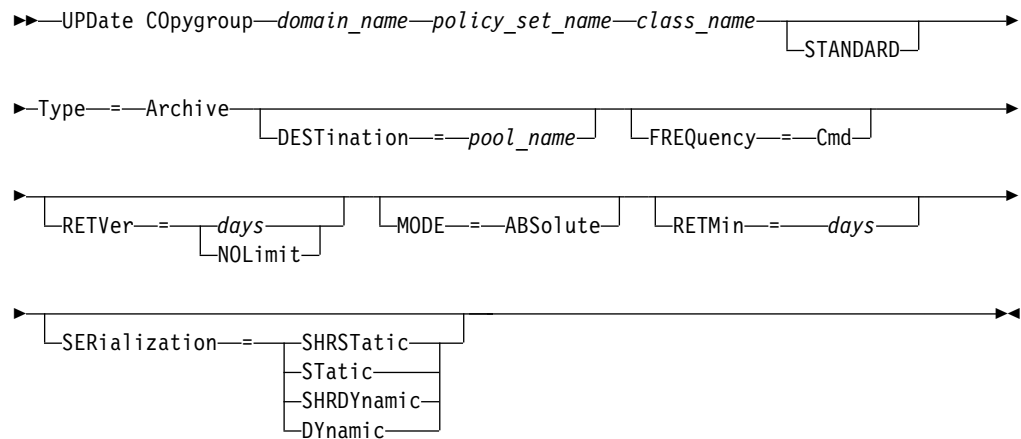 UPDate COpygroup domain_name policy_set_name class_name
STANDARD
Type = Archive
DESTination = pool_name
FREQuency = Cmd
RETVer = days
NOLimit
MODE = ABSolute
RETMin = days
SERialization = SHRSTatic
STatic
SHRDYnamic
DYnamic